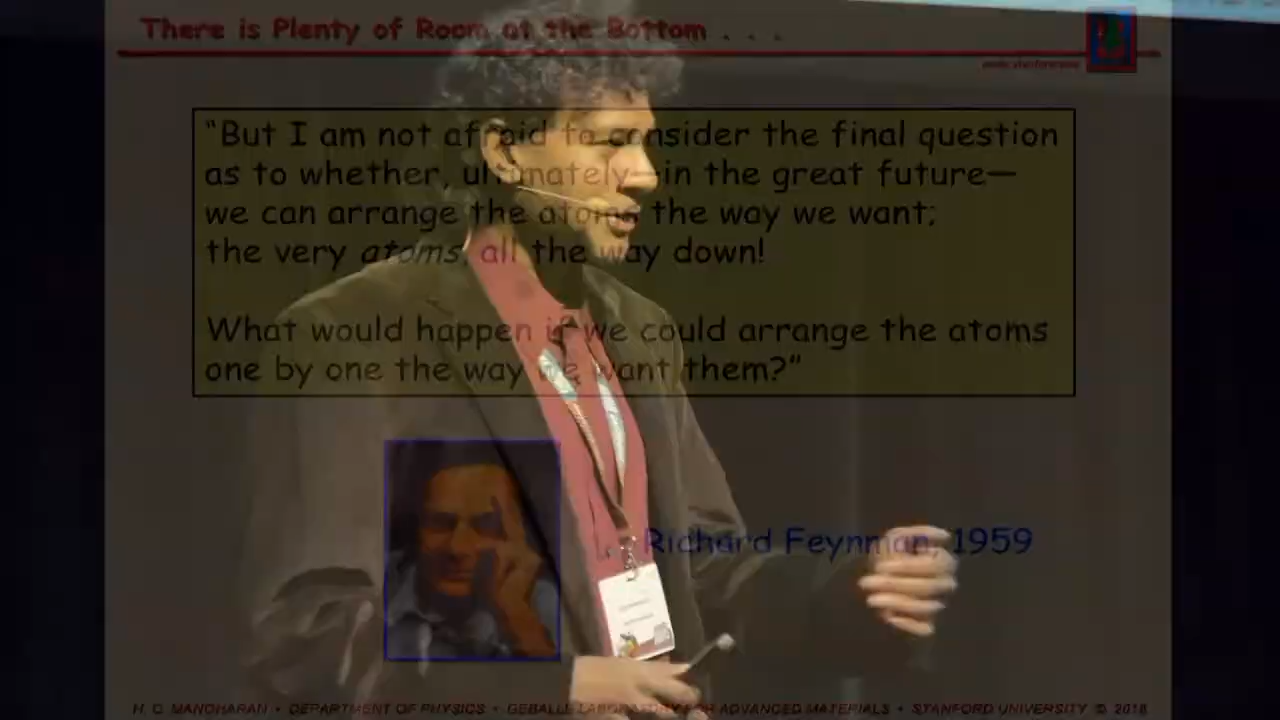 There is Plenty of Room at the Bottom . . .
“But I am not afraid to consider the final question
as to whether, ultimately—in the great future—
we can arrange the atoms the way we want;
the very atoms, all the way down!
What would happen if we could arrange the atoms
one by one the way we want them?”
Richard Feynman, 1959
H. C. MANOHARAN • DEPARTMENT OF PHYSICS • GEBALLE LABORATORY FOR ADVANCED MATERIALS • STANFORD UNIVERSITY © 2018